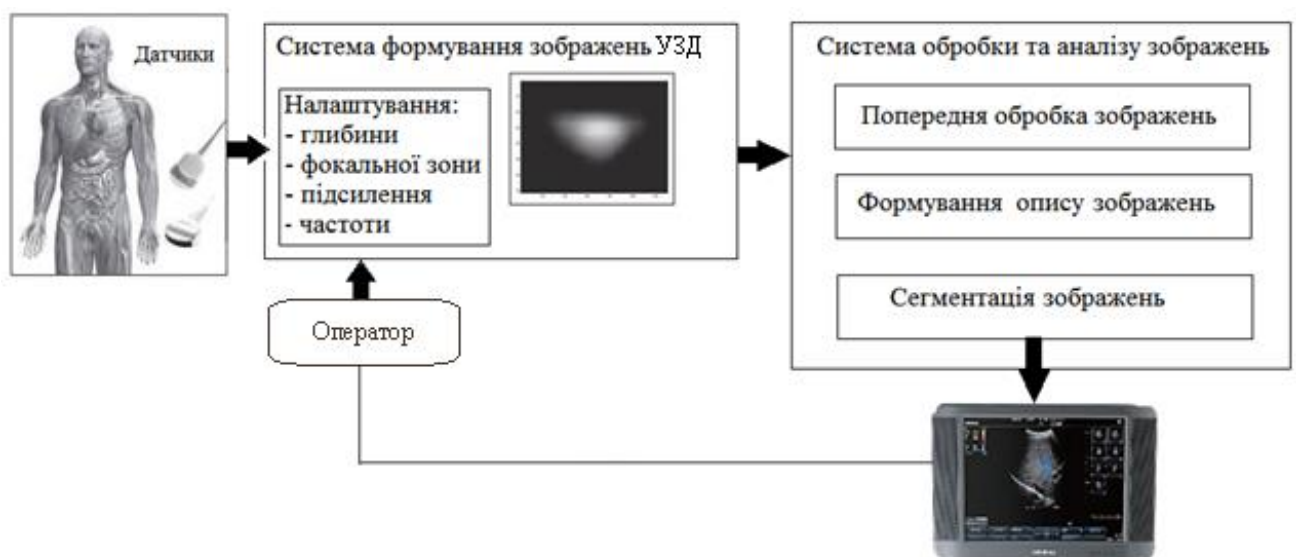 Датчики
Система формування зображень УЗД
Налаштування:
- глибини
- фокальної зони
- підсилення
- частоти
Оператор
Система обробки та аналізу зображень
Попередня обробка зображень
Формування опису зображень
Сегментація зображень